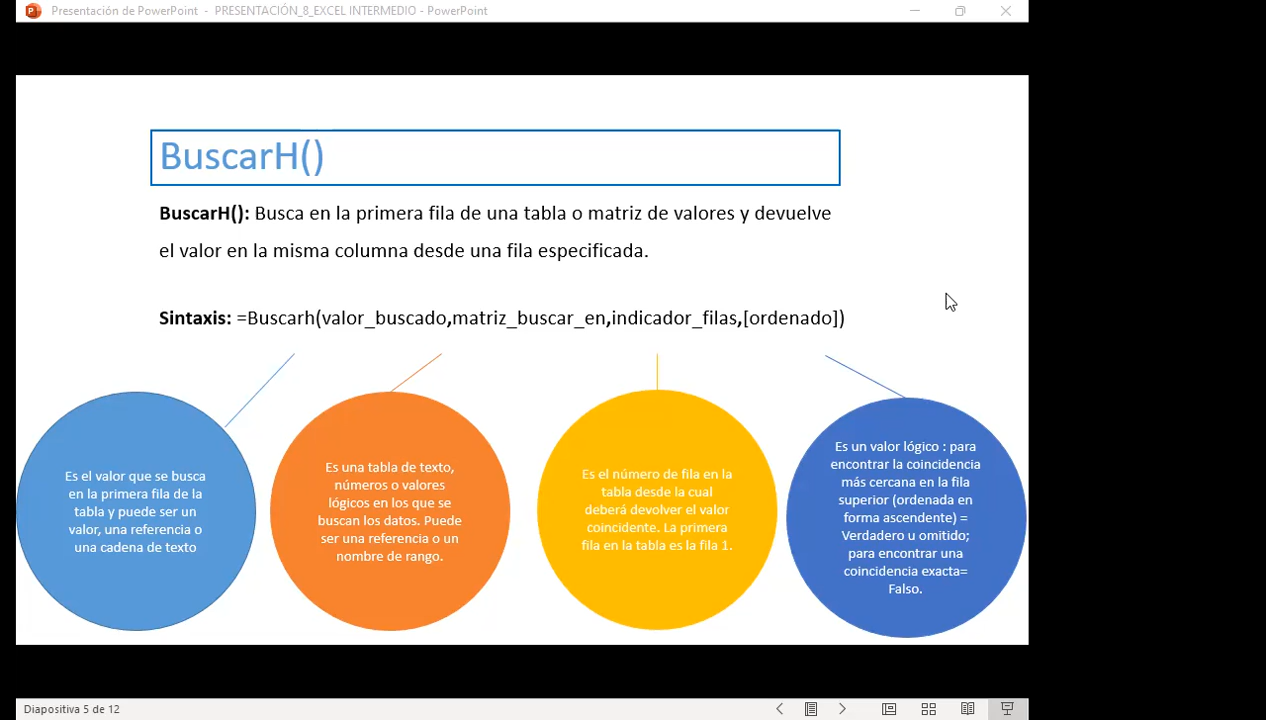 Presentación de PowerPoint - PRESENTACIÓN_8_EXCEL INTERMEDIO - PowerPoint
BuscarH()
BuscarH(): Busca en la primera fila de una tabla o matriz de valores y devuelve
el valor en la misma columna desde una fila especificada.
Sintaxis: =Buscarh(valor_buscado,matriz_buscar_en,indicador_filas,[ordenado])
Es el valor que se busca
en la primera fila de la
tabla y puede ser un
valor, una referencia o
una cadena de texto
Es una tabla de texto,
números o valores
lógicos en los que se
buscan los datos. Puede
ser una referencia o un
nombre de rango.
Es el número de fila en la
tabla desde la cual
deberá devolver el valor
coincidente. La primera
fila en la tabla es la fila 1.
Es un valor lógico : para
encontrar la coincidencia
más cercana en la fila
superior (ordenada en
forma ascendente) =
Verdadero u omitido;
para encontrar una
coincidencia exacta=
Falso.
Diapositiva 5 de 12